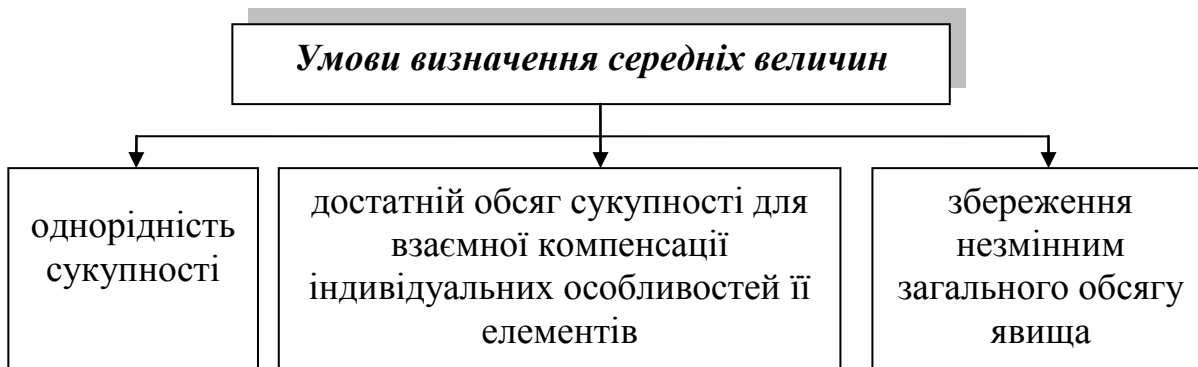 Умови визначення середніх величин
однорідність
сукупності
достатній обсяг сукупності для
взаємної компенсації
індивідуальних особливостей її
елементів
збереження
незмінним
загального обсягу
явища